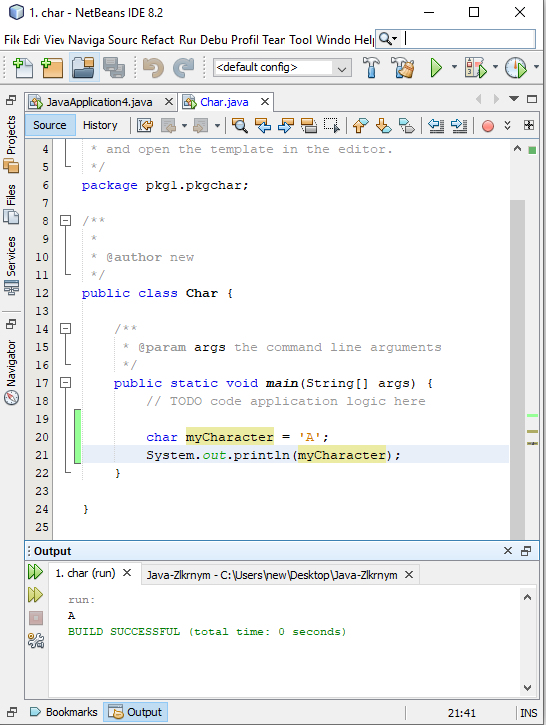 1. char - NetBeans IDE 8.2
File Edit View Naviga Sourc Refact Run Debu Profil Tear Tool Windo Help
<default config>
JavaApplication4.java
Char.java
Source
History
Projects
Files
Services
Navigator
4 * and open the template in the editor.
5 */
6 package pkg1.pkgchar;
7
8 /**
9 *
10 * @author new
11 */
12 public class Char {
13
14 /**
15 * @param args the command line arguments
16 */
17 public static void main(String[] args) {
18 // TODO code application logic here
19
20 char myCharacter = 'A';
21 System.out.println(myCharacter);
22 }
23
24 }
25
Output
1. char (run)
Java-Zlkrnym - C:\Users\new\Desktop\Java-Zlkrnym
run:
A
BUILD SUCCESSFUL (total time: 0 seconds)
Bookmarks
Output
21:41
INS